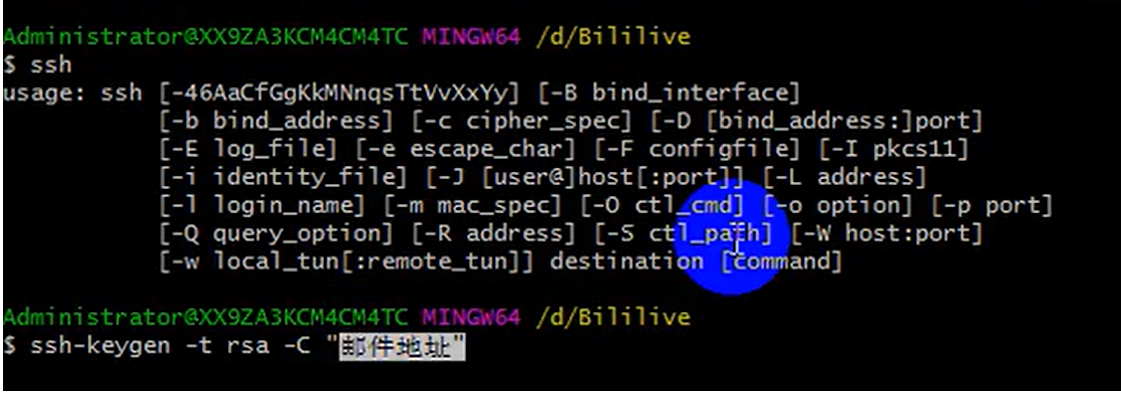 Administrator@XX9ZA3KCM4CM4TC MINGW64 /d/Bililive
$ ssh
usage: ssh [-46AaCfGgKkMNnqsTtVvXxYy] [-B bind_interface]
[-b bind_address] [-c cipher_spec] [-D [bind_address:]port]
[-E log_file] [-e escape_char] [-F configfile] [-I pkcs11]
[-i identity_file] [-J [user@]host[:port]] [-L address]
[-l login_name] [-m mac_spec] [-O ctl_cmd] [-o option] [-p port]
[-Q query_option] [-R address] [-S ctl_path] [-W host:port]
[-w local_tun[:remote_tun]] destination [command]
Administrator@XX9ZA3KCM4CM4TC MINGW64 /d/Bililive
$ ssh-keygen -t rsa -C "邮件地址"